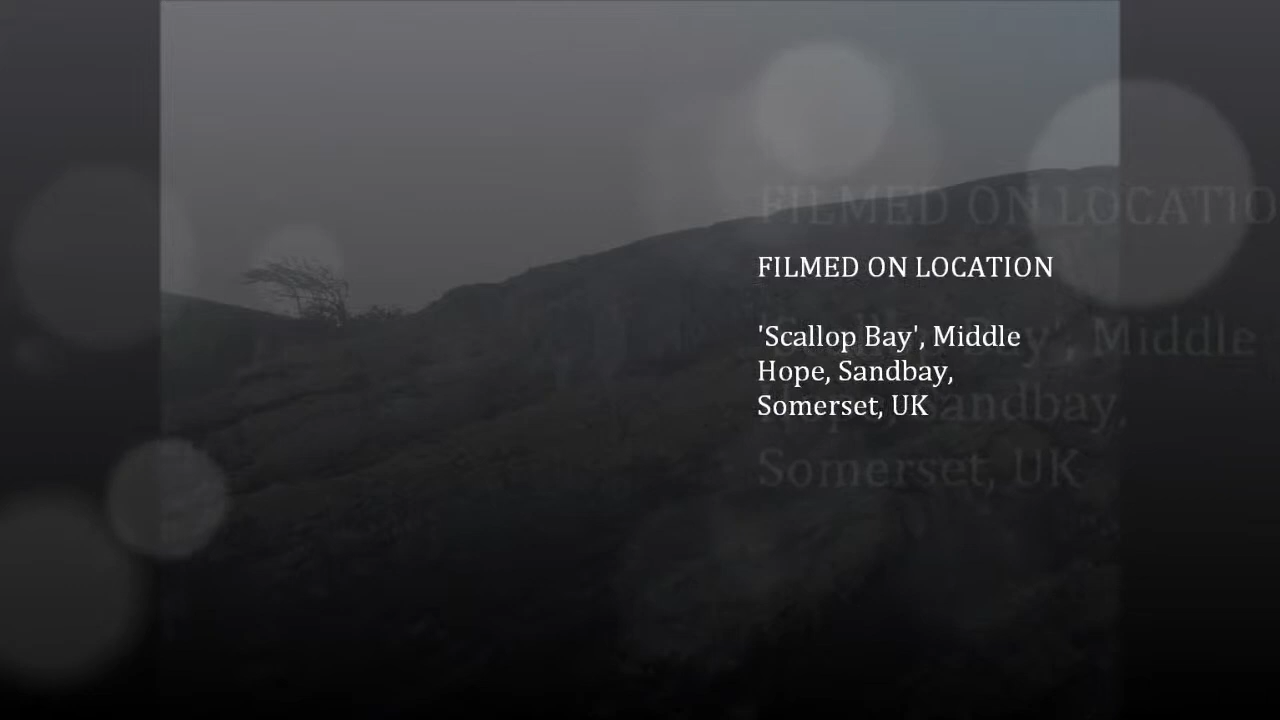 FILMED ON LOCATION
'Scallop Bay', Middle
Hope, Sandbay,
Somerset, UK